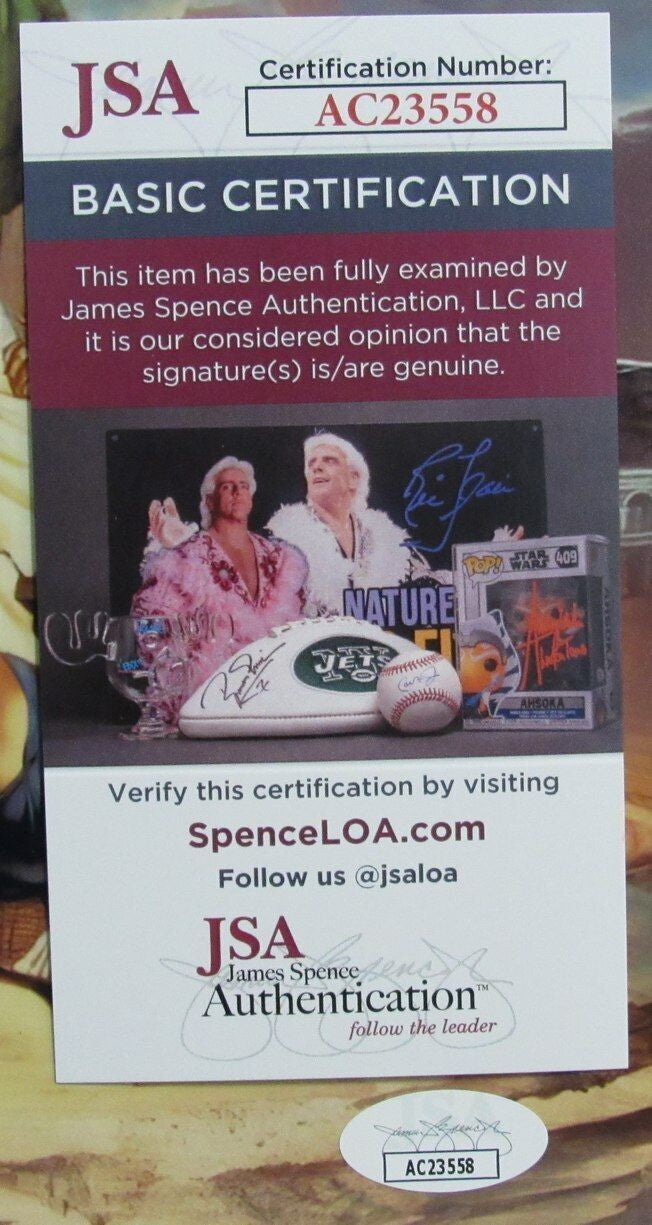 JSA
Certification Number:
AC23558
BASIC CERTIFICATION
This item has been fully examined by
James Spence Authentication, LLC and
it is our considered opinion that the
signature(s) is/are genuine.
NATURE
POP!
STAR
WARS
409
JETS
AHSOKA
Verify this certification by visiting
SpenceLOA.com
Follow us @jsaloa
JSA
James Spence
Authentication™
follow the leader
AC23558